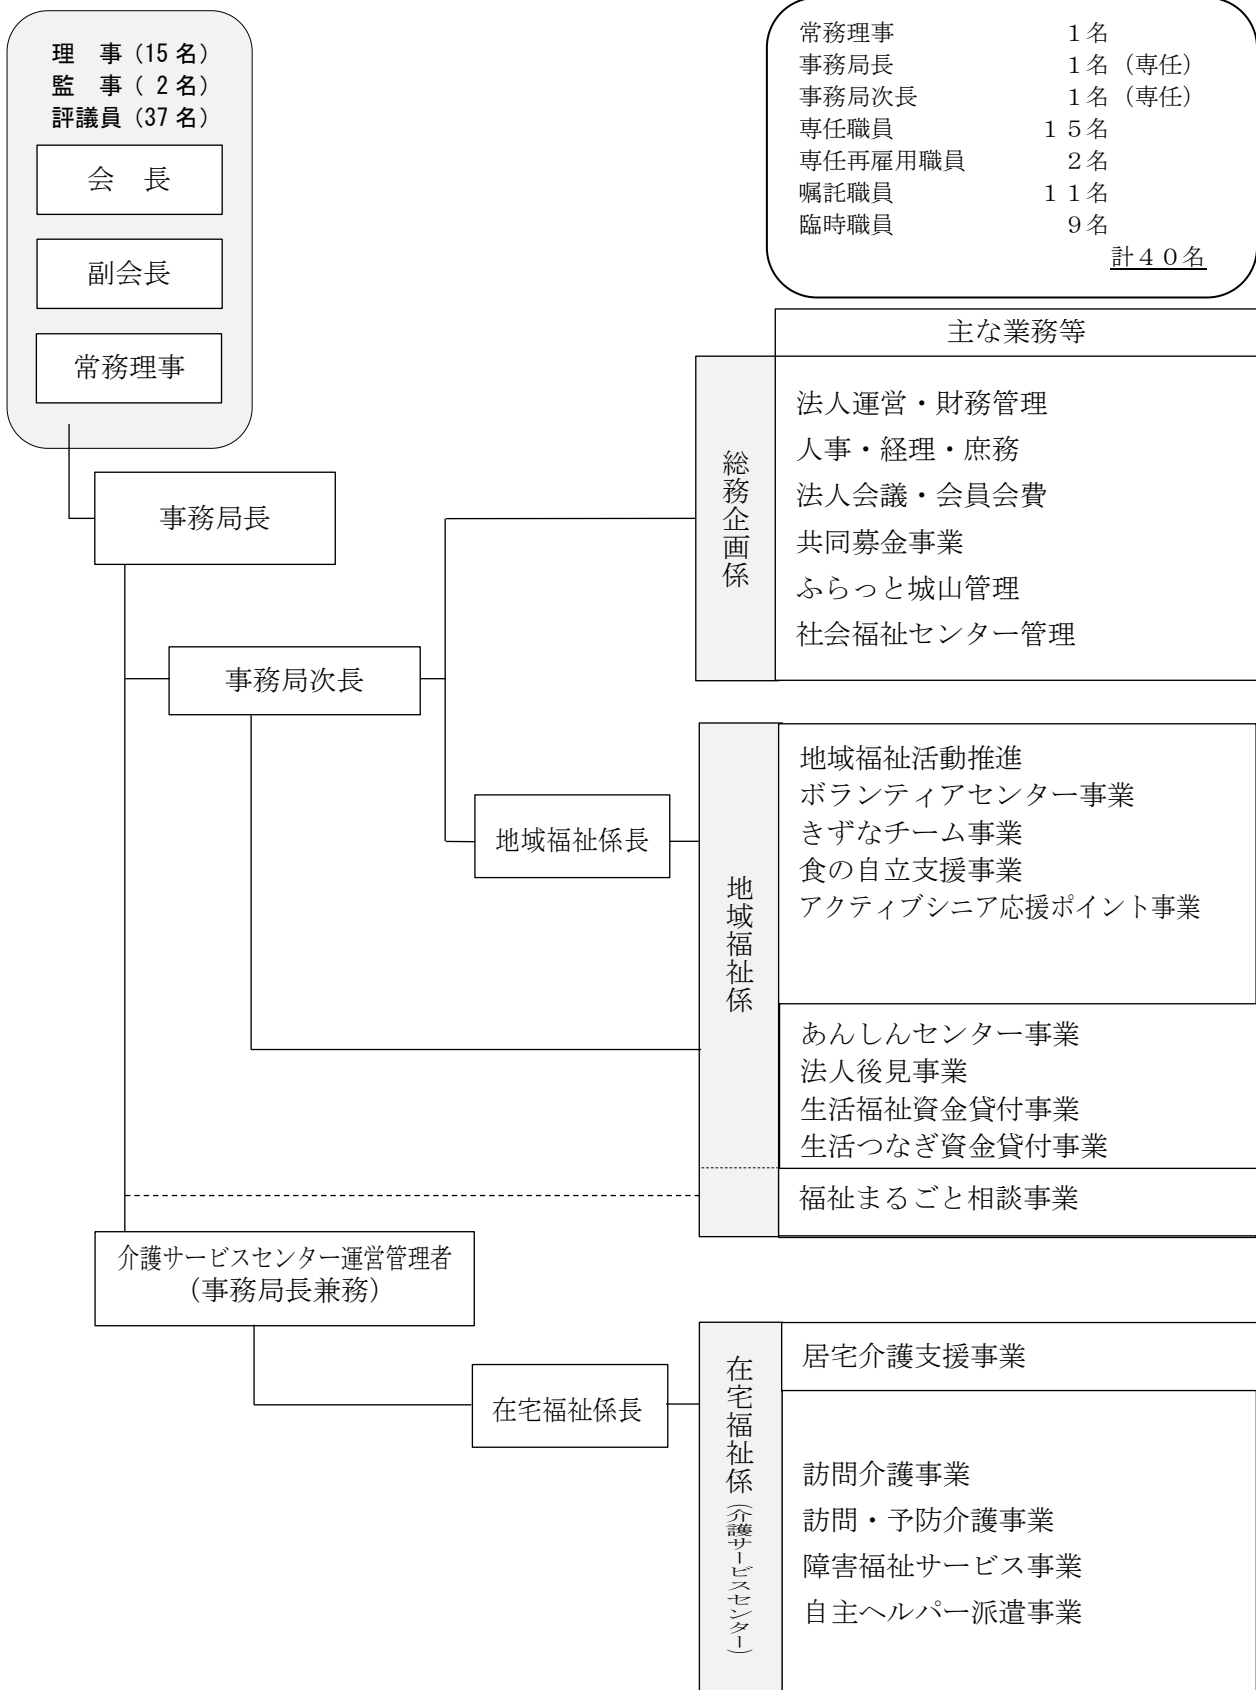 理　事（15 名）
監　事（ 2 名）
評議員（37 名）
会　長
副会長
常務理事
常務理事　１名
事務局長　１名（専任）
事務局次長　１名（専任）
専任職員　１５名
専任再雇用職員　２名
嘱託職員　１１名
臨時職員　９名
計４０名
主な業務等
総務企画係
法人運営・財務管理
人事・経理・庶務
法人会議・会員会費
共同募金事業
ふらっと城山管理
社会福祉センター管理
事務局長
事務局次長
地域福祉係長
地域福祉係
地域福祉活動推進
ボランティアセンター事業
きずなチーム事業
食の自立支援事業
アクティブシニア応援ポイント事業
あんしんセンター事業
法人後見事業
生活福祉資金貸付事業
生活つなぎ資金貸付事業
福祉まるごと相談事業
介護サービスセンター運営管理者
（事務局長兼務）
在宅福祉係長
在宅福祉係（介護サービスセンター）
居宅介護支援事業
訪問介護事業
訪問・予防介護事業
障害福祉サービス事業
自主ヘルパー派遣事業